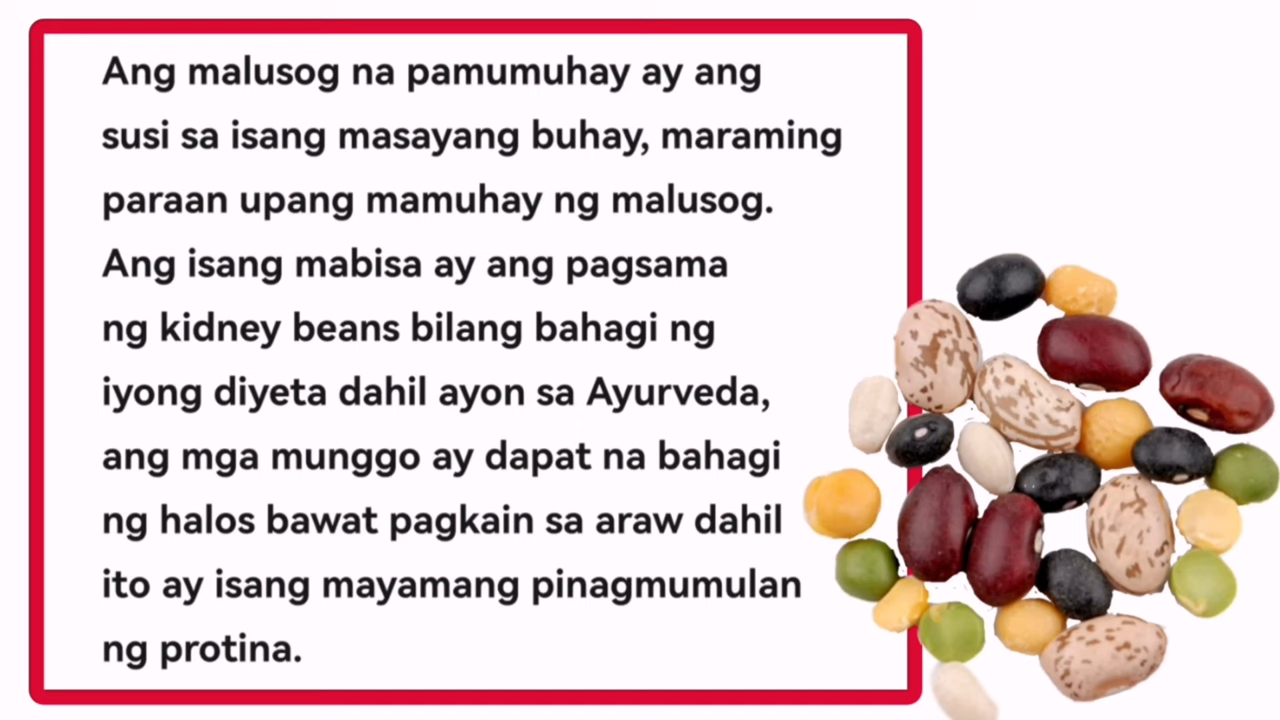 Ang malusog na pamumuhay ay ang
susi sa isang masayang buhay, maraming
paraan upang mamuhay ng malusog.
Ang isang mabisa ay ang pagsama
ng kidney beans bilang bahagi ng
iyong diyeta dahil ayon sa Ayurveda,
ang mga munggo ay dapat na bahagi
ng halos bawat pagkain sa araw dahil
ito ay isang mayamang pinagmumulan
ng protina.